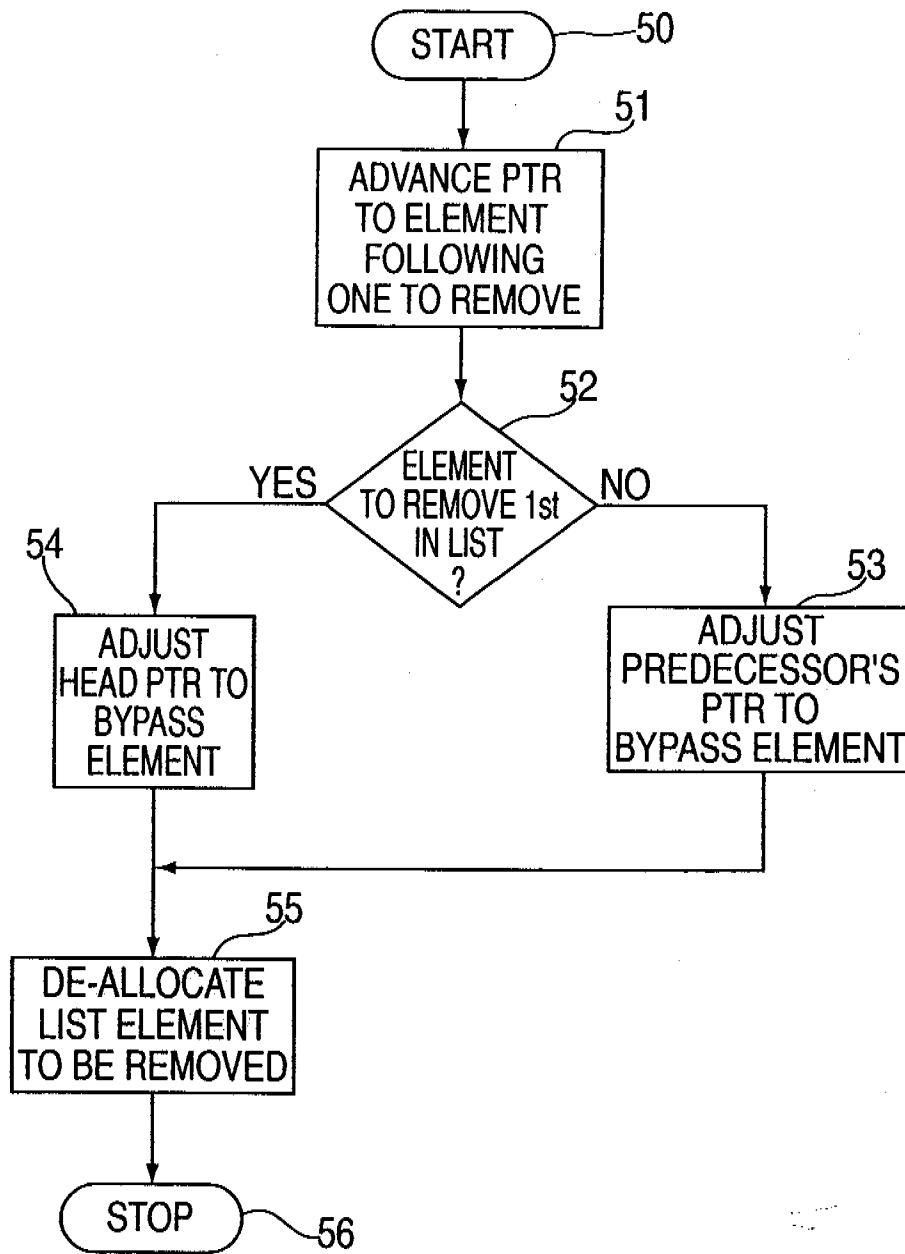 START
50
51
ADVANCE PTR
TO ELEMENT
FOLLOWING
ONE TO REMOVE
52
ELEMENT
TO REMOVE 1st
IN LIST
?
YES
NO
54
ADJUST
HEAD PTR TO
BYPASS
ELEMENT
53
ADJUST
PREDECESSOR'S
PTR TO
BYPASS ELEMENT
55
DE-ALLOCATE
LIST ELEMENT
TO BE REMOVED
STOP
56